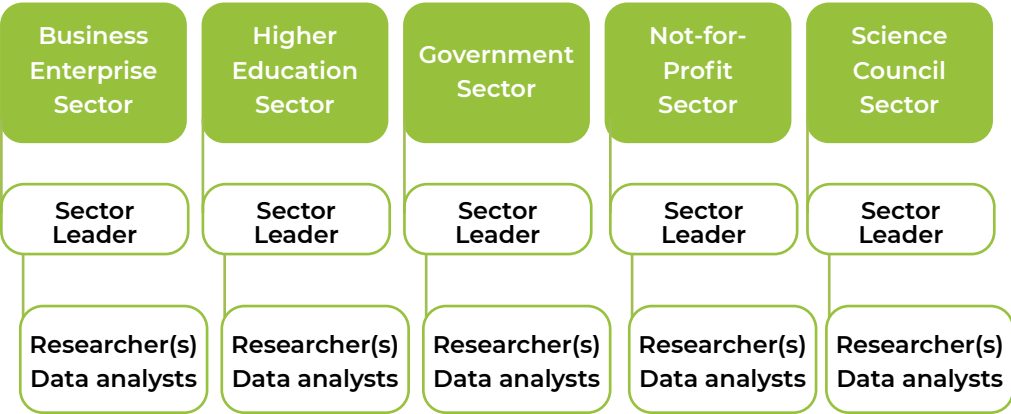 Business
Enterprise
Sector
Higher
Education
Sector
Government
Sector
Not-for-
Profit
Sector
Science
Council
Sector
Sector
Leader
Sector
Leader
Sector
Leader
Sector
Leader
Sector
Leader
Researcher(s)
Data analysts
Researcher(s)
Data analysts
Researcher(s)
Data analysts
Researcher(s)
Data analysts
Researcher(s)
Data analysts